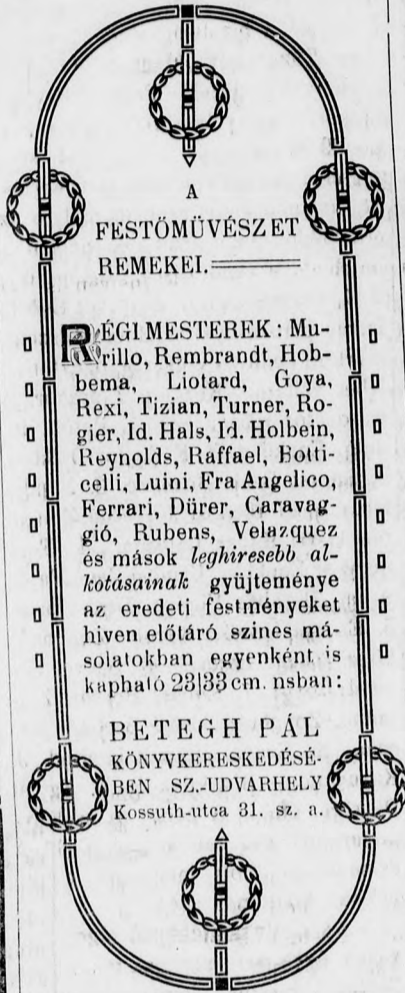 A
FESTŐMŰVÉSZET
REMEKEI.
RÉGI MESTEREK: Mu-
rillo, Rembrandt, Hob-
bema, Liotard, Goya,
Rexi, Tizian, Turner, Ro-
gier, Id. Hals, Id. Holbein,
Reynolds, Raffael, Botti-
celli, Luini, Fra Angelico,
Ferrari, Dürer, Caravag-
gió, Rubens, Velazquez
és mások leghiresebb al-
kotásainak gyüjteménye
az eredeti festményeket
hiven előtáró szines má-
solatokban egyenként is
kapható 23|33 cm. nsban:
BETEGH PÁL
KÖNYVKERESKEDÉSÉ-
BEN SZ.-UDVARHELY
Kossuth-utca 31. sz. a.